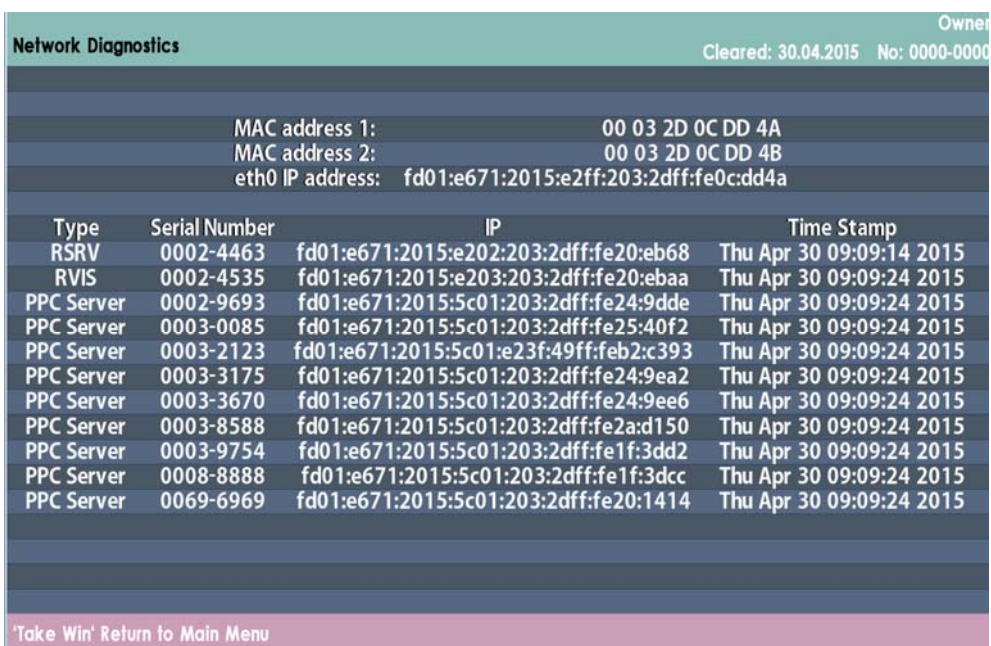 Owner
Network Diagnostics
Cleared: 30.04.2015 No: 0000-0000
MAC address 1: 00 03 2D 0C DD 4A
MAC address 2: 00 03 2D 0C DD 4B
eth0 IP address: fd01:e671:2015:e2ff:203:2dff:fe0c:dd4a
Type Serial Number IP Time Stamp
RSRV 0002-4463 fd01:e671:2015:e202:203:2dff:fe20:eb68 Thu Apr 30 09:09:14 2015
RVIS 0002-4535 fd01:e671:2015:e203:203:2dff:fe20:ebaa Thu Apr 30 09:09:24 2015
PPC Server 0002-9693 fd01:e671:2015:5c01:203:2dff:fe24:9dde Thu Apr 30 09:09:24 2015
PPC Server 0003-0085 fd01:e671:2015:5c01:203:2dff:fe25:40f2 Thu Apr 30 09:09:24 2015
PPC Server 0003-2123 fd01:e671:2015:5c01:e23f:49ff:feb2:c393 Thu Apr 30 09:09:24 2015
PPC Server 0003-3175 fd01:e671:2015:5c01:203:2dff:fe24:9ea2 Thu Apr 30 09:09:24 2015
PPC Server 0003-3670 fd01:e671:2015:5c01:203:2dff:fe24:9ee6 Thu Apr 30 09:09:24 2015
PPC Server 0003-8588 fd01:e671:2015:5c01:203:2dff:fe2a:d150 Thu Apr 30 09:09:24 2015
PPC Server 0003-9754 fd01:e671:2015:5c01:203:2dff:fe1f:3dd2 Thu Apr 30 09:09:24 2015
PPC Server 0008-8888 fd01:e671:2015:5c01:203:2dff:fe1f:3dcc Thu Apr 30 09:09:24 2015
PPC Server 0069-6969 fd01:e671:2015:5c01:203:2dff:fe20:1414 Thu Apr 30 09:09:24 2015
'Take Win' Return to Main Menu